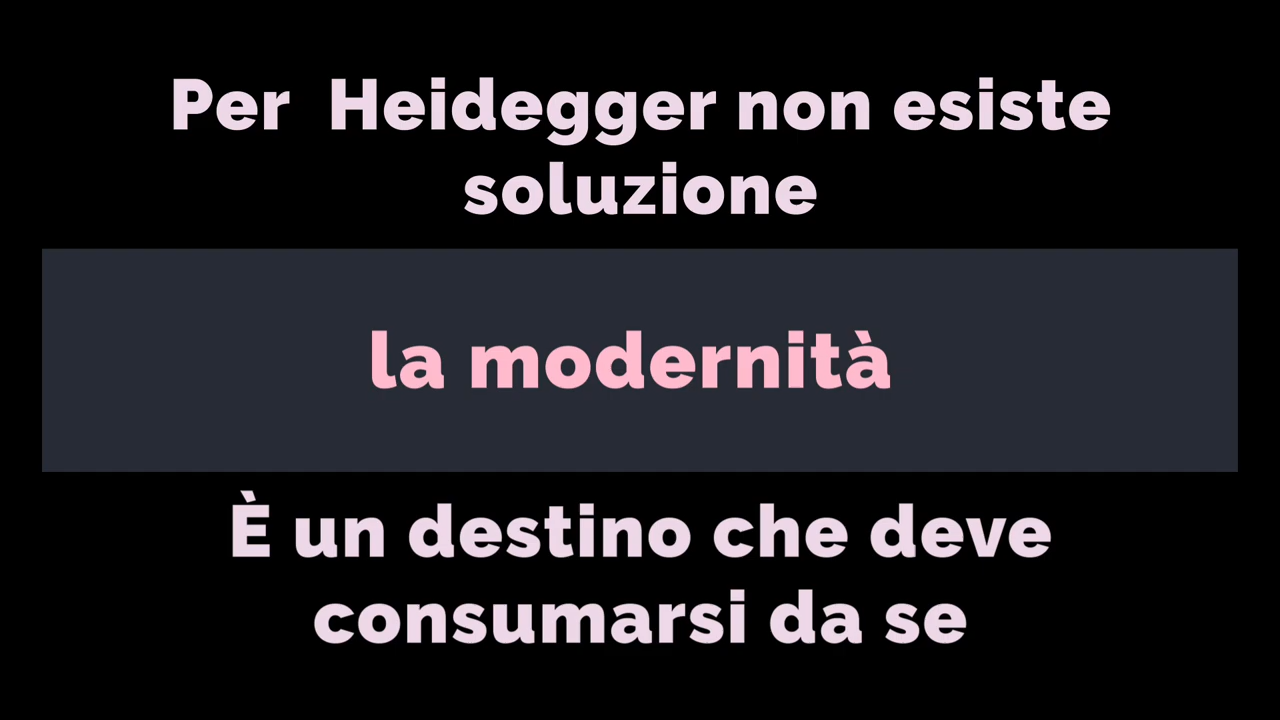 Per  Heidegger non esiste
soluzione
la modernità
È un destino che deve
consumarsi da se